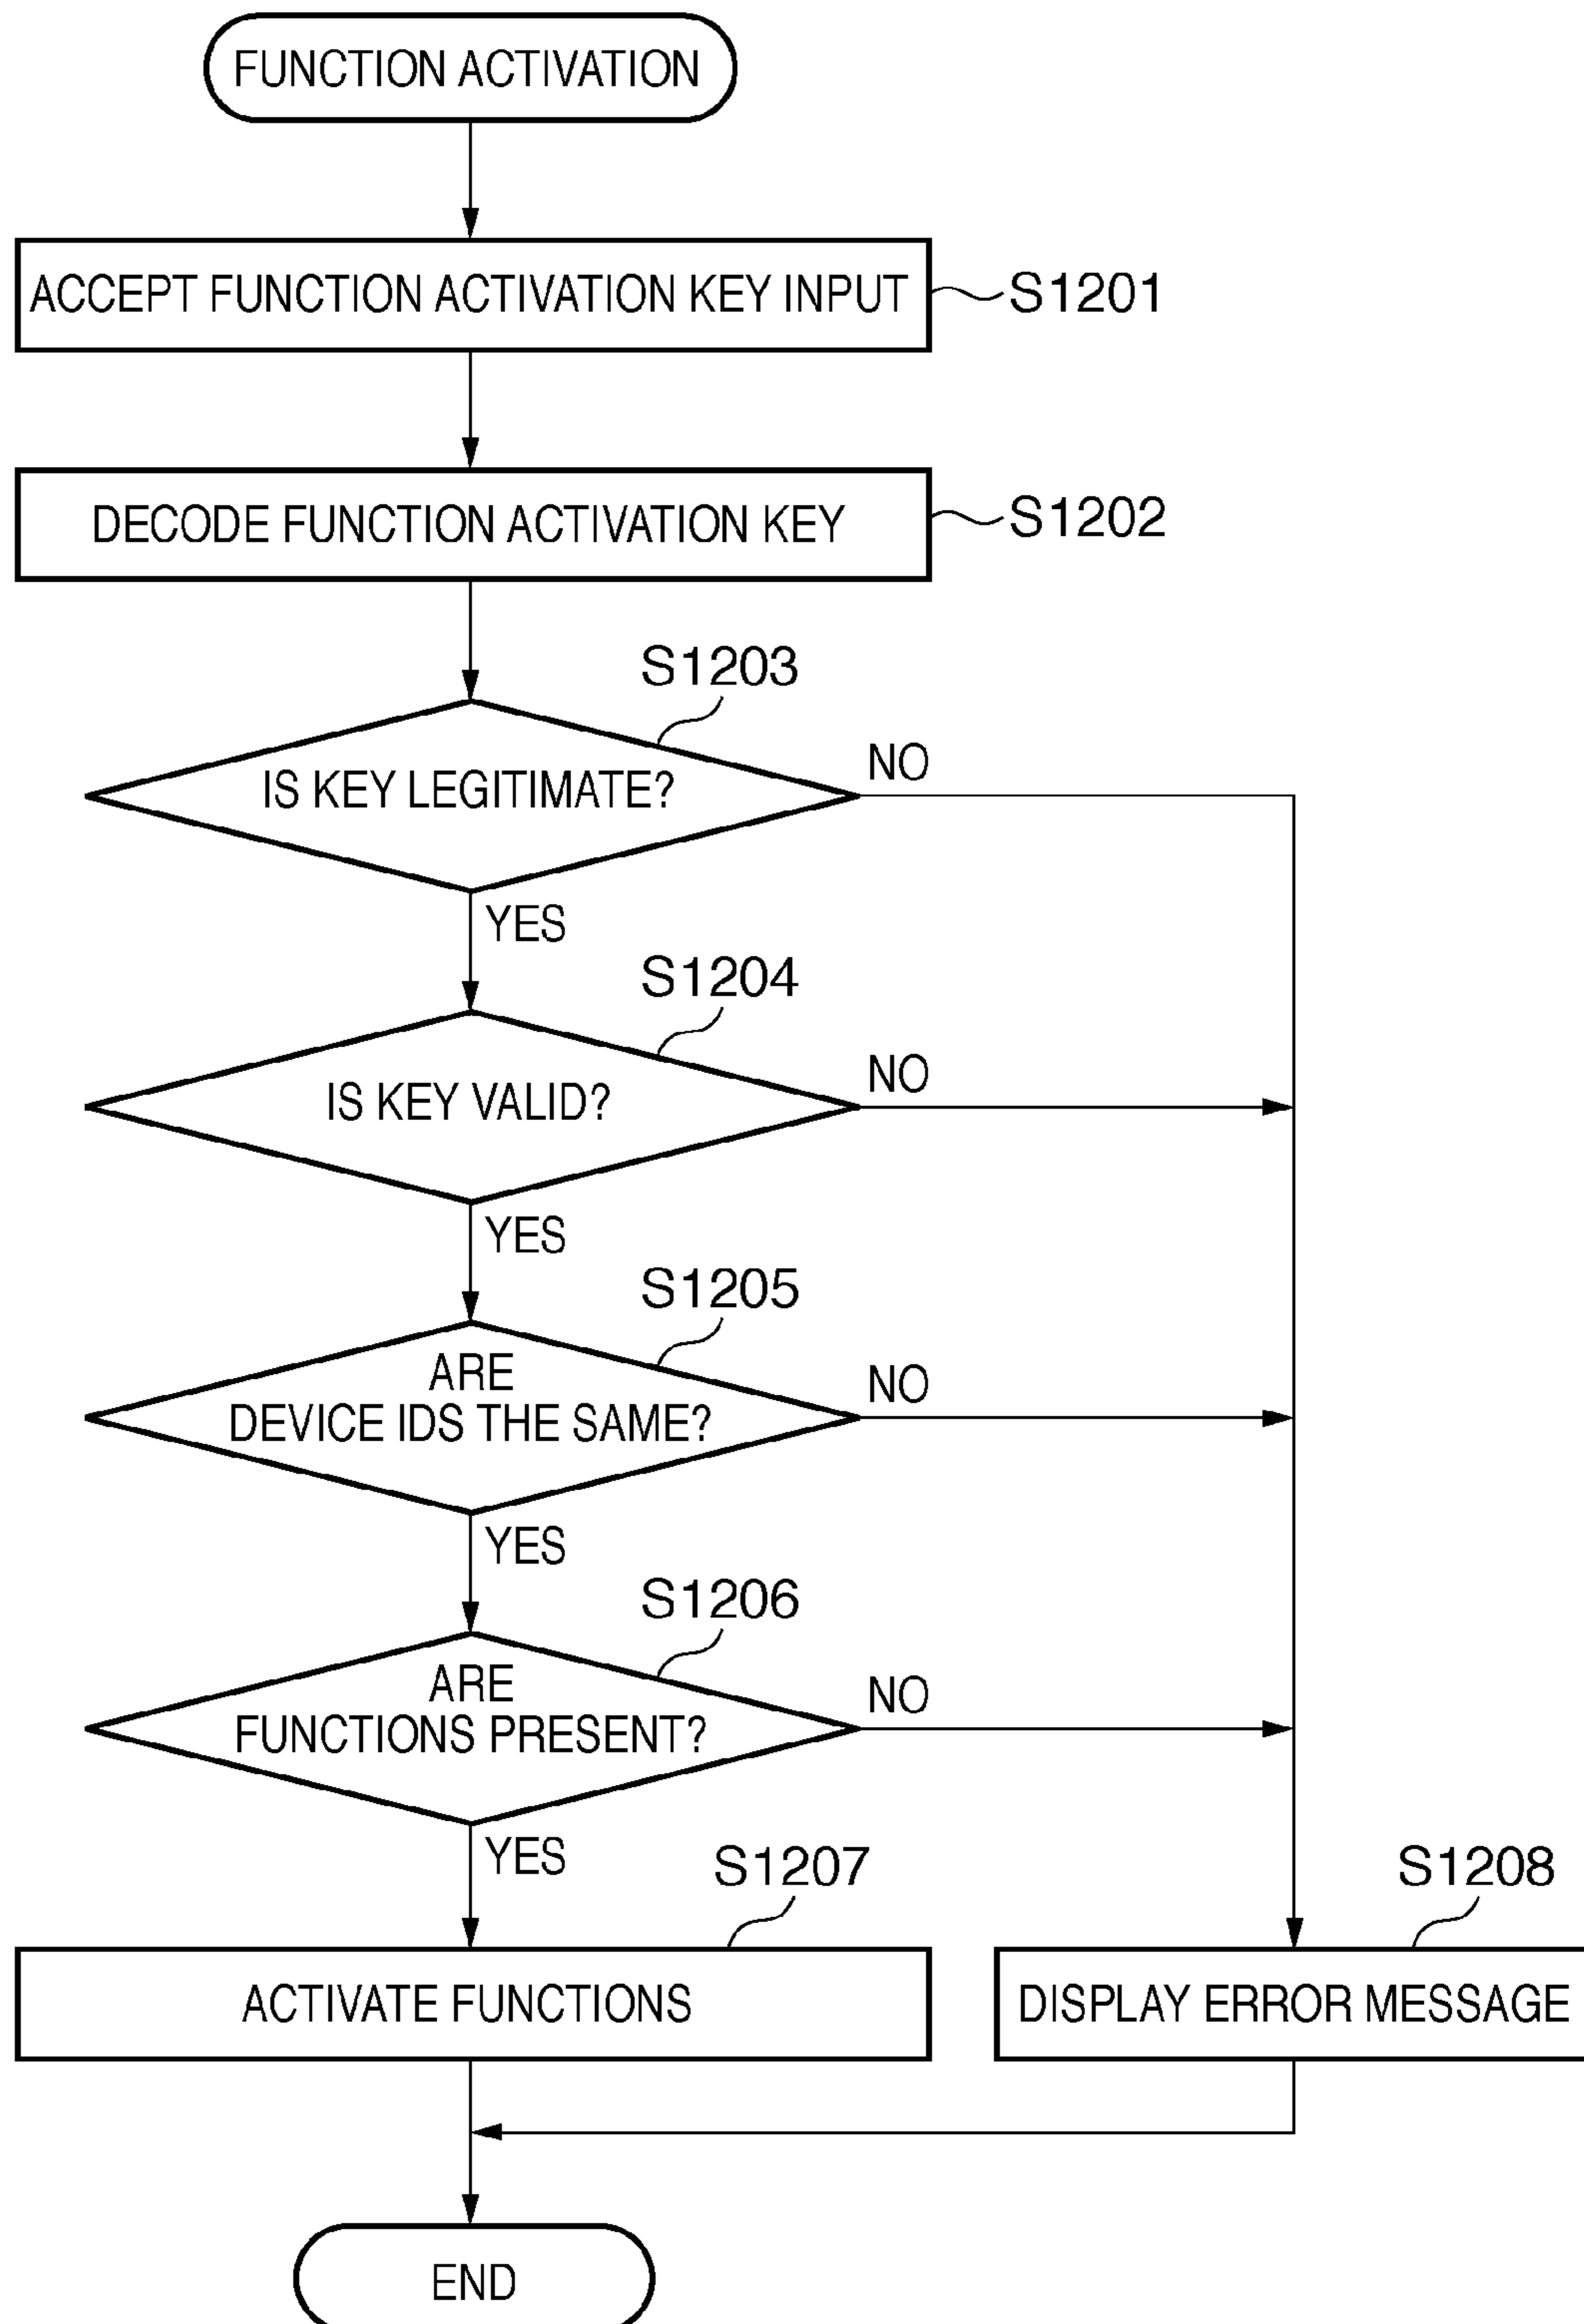 FUNCTION ACTIVATION
ACCEPT FUNCTION ACTIVATION KEY INPUT
S1201
DECODE FUNCTION ACTIVATION KEY
S1202
S1203
IS KEY LEGITIMATE?
NO
YES
S1204
IS KEY VALID?
NO
YES
S1205
ARE
DEVICE IDS THE SAME?
NO
YES
S1206
ARE
FUNCTIONS PRESENT?
NO
YES
S1207
ACTIVATE FUNCTIONS
S1208
DISPLAY ERROR MESSAGE
END